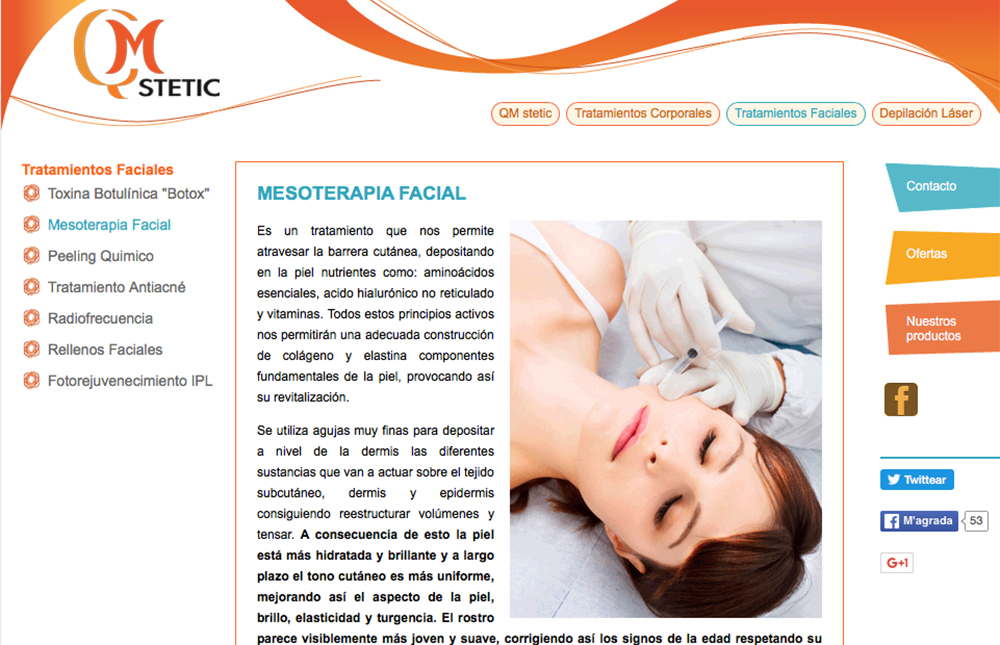 QM
STETIC
QM stetic
Tratamientos Corporales
Tratamientos Faciales
Depilación Láser
Tratamientos Faciales
Toxina Botulínica "Botox"
Mesoterapia Facial
Peeling Quimico
Tratamiento Antiacné
Radiofrecuencia
Rellenos Faciales
Fotorejuvenecimiento IPL
MESOTERAPIA FACIAL
Es un tratamiento que nos permite
atravesar la barrera cutánea, depositando
en la piel nutrientes como: aminoácidos
esenciales, acido hialurónico no reticulado
y vitaminas. Todos estos principios activos
nos permitirán una adecuada construcción
de colágeno y elastina componentes
fundamentales de la piel, provocando así
su revitalización.
Se utiliza agujas muy finas para depositar
a nivel de la dermis las diferentes
sustancias que van a actuar sobre el tejido
subcutáneo, dermis y epidermis
consiguiendo reestructurar volúmenes y
tensar. A consecuencia de esto la piel
está más hidratada y brillante y a largo
plazo el tono cutáneo es más uniforme,
mejorando así el aspecto de la piel,
brillo, elasticidad y turgencia. El rostro
parece visiblemente más joven y suave, corrigiendo así los signos de la edad respetando su
Contacto
Ofertas
Nuestros
productos
f
Twittear
M'agrada
53
G+1